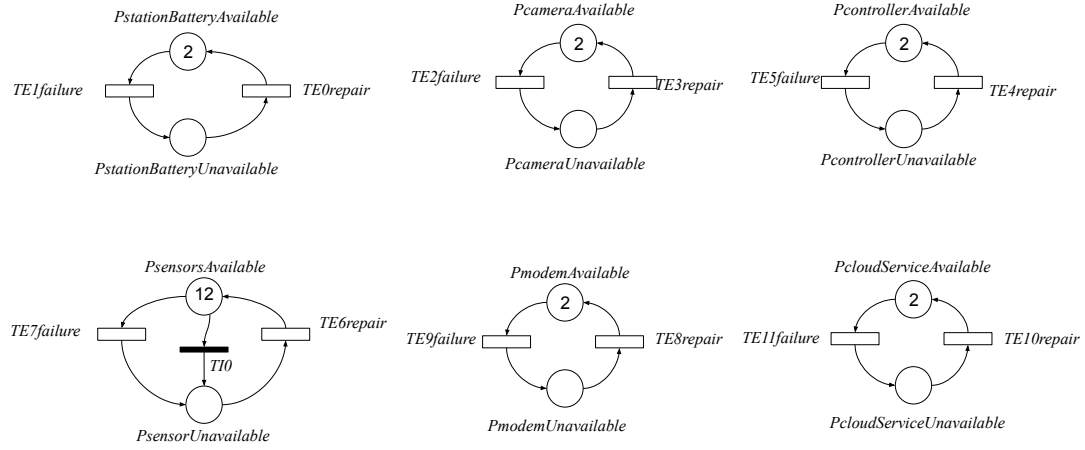 PstationBatteryAvailable
2
TE1failure
TE0repair
PstationBatteryUnavailable
PcameraAvailable
2
TE2failure
TE3repair
PcameraUnavailable
PcontrollerAvailable
2
TE5failure
TE4repair
PcontrollerUnavailable
PsensorsAvailable
12
TE7failure
TE6repair
TI0
PsensorUnavailable
PmodemAvailable
2
TE9failure
TE8repair
PmodemUnavailable
PcloudServiceAvailable
2
TE11failure
TE10repair
PcloudServiceUnavailable